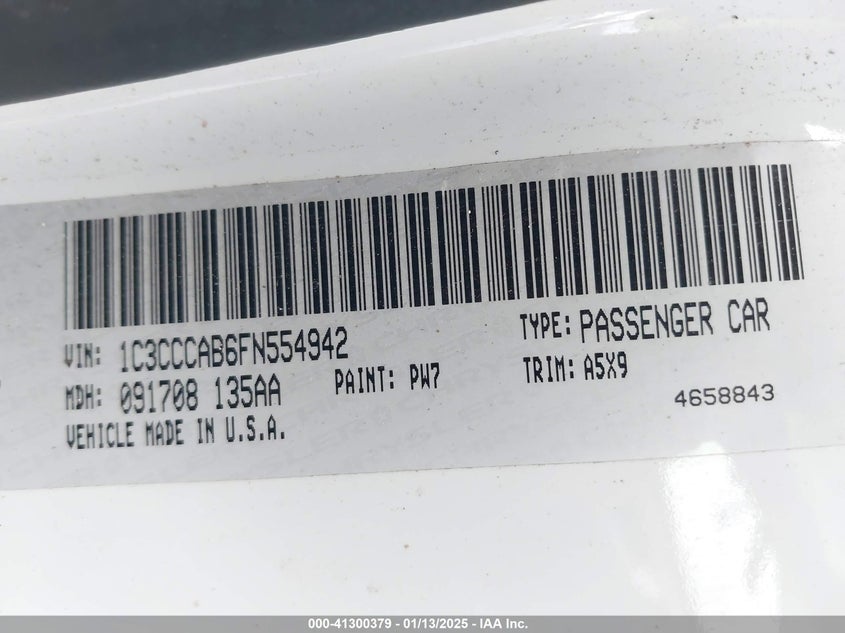 VIN: 1C3CCCAB6FN554942
TYPE: PASSENGER CAR
MDH: 091708 135AA
PAINT: PW7
TRIM: A5X9
VEHICLE MADE IN U.S.A.
4658843
000-41300379 - 01/13/2025 - IAA Inc.